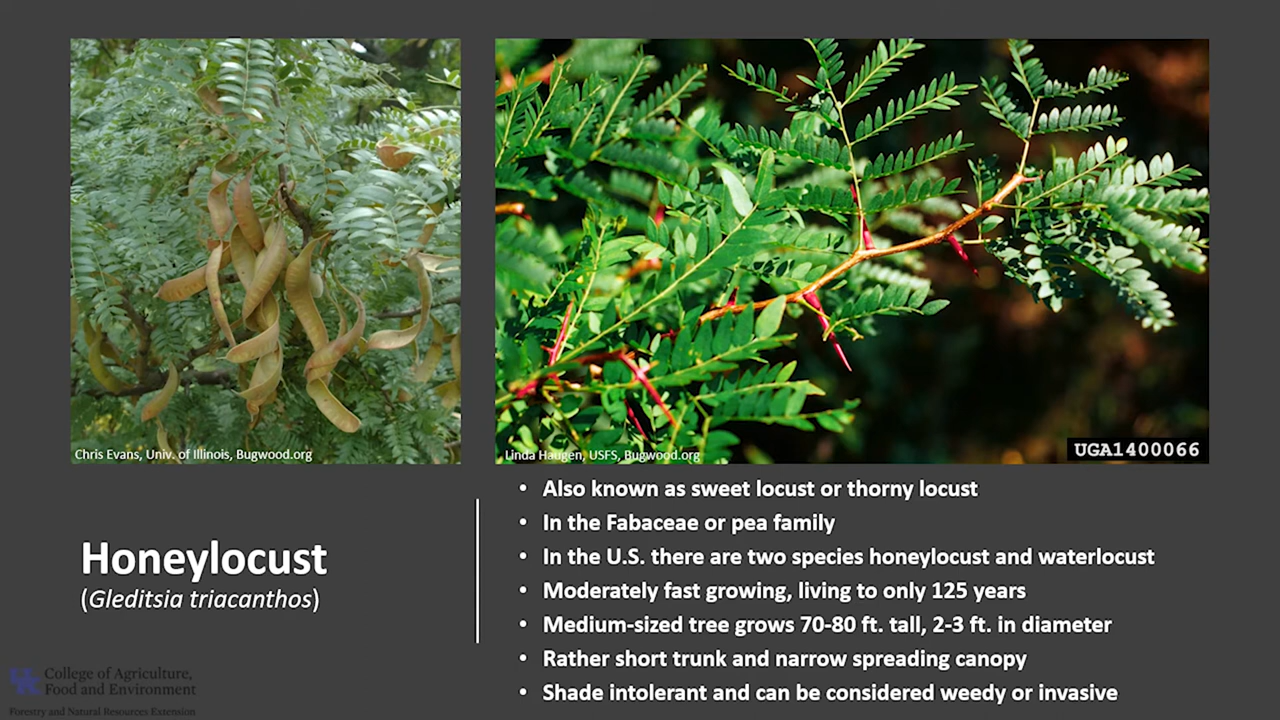 Chris Evans, Univ. of Illinois, Bugwood.org
Linda Haugen, USFS, Bugwood.org
UGA1400066
Honeylocust
(Gleditsia triacanthos)
• Also known as sweet locust or thorny locust
• In the Fabaceae or pea family
• In the U.S. there are two species honeylocust and waterlocust
• Moderately fast growing, living to only 125 years
• Medium-sized tree grows 70-80 ft. tall, 2-3 ft. in diameter
• Rather short trunk and narrow spreading canopy
• Shade intolerant and can be considered weedy or invasive
UK College of Agriculture,
Food and Environment
Forestry and Natural Resources Extension